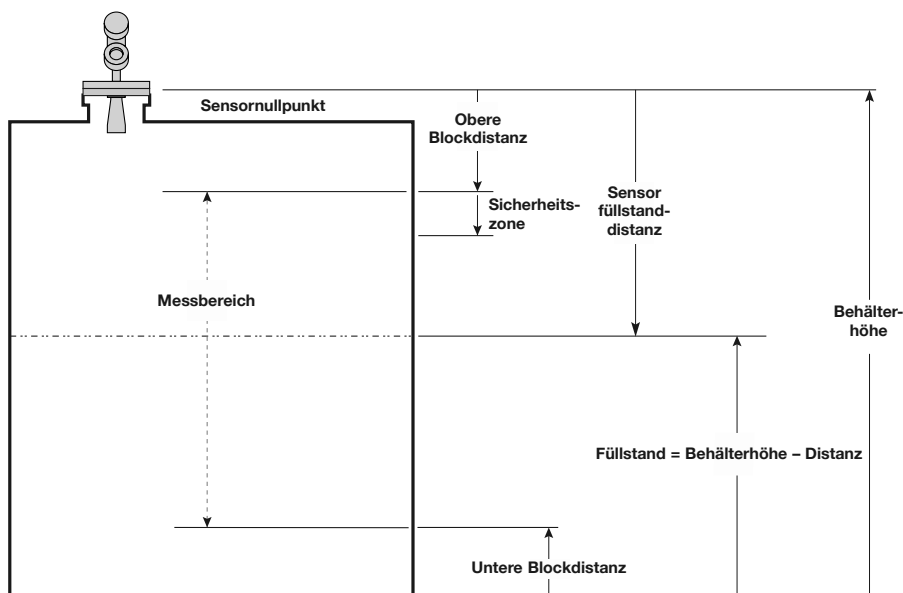 Sensornullpunkt
Obere
Blockdistanz
Sicherheits-
zone
Sensor
füllstand-
distanz
Messbereich
Behälter-
höhe
Füllstand = Behälterhöhe – Distanz
Untere Blockdistanz